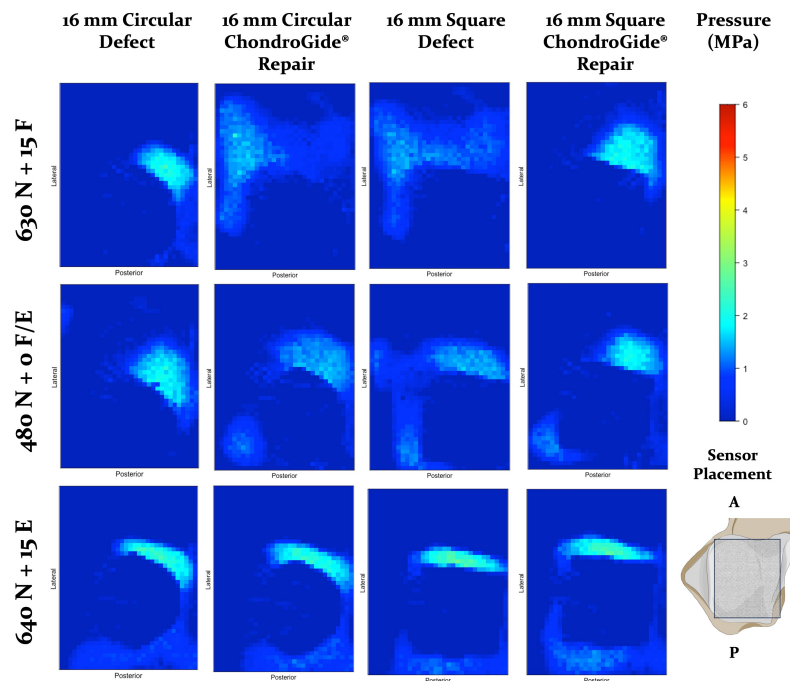 16 mm Circular
Defect
16 mm Circular
ChondroGide®
Repair
16 mm Square
Defect
16 mm Square
ChondroGide®
Repair
Pressure
(MPa)
630 N + 15 F
Lateral
Posterior
Lateral
Posterior
Lateral
Posterior
Lateral
Posterior
6
5
4
3
2
1
0
480 N + 0 F/E
Lateral
Posterior
Lateral
Posterior
Lateral
Posterior
Lateral
Posterior
Sensor
Placement
A
P
640 N + 15 E
Lateral
Posterior
Lateral
Posterior
Lateral
Posterior
Lateral
Posterior